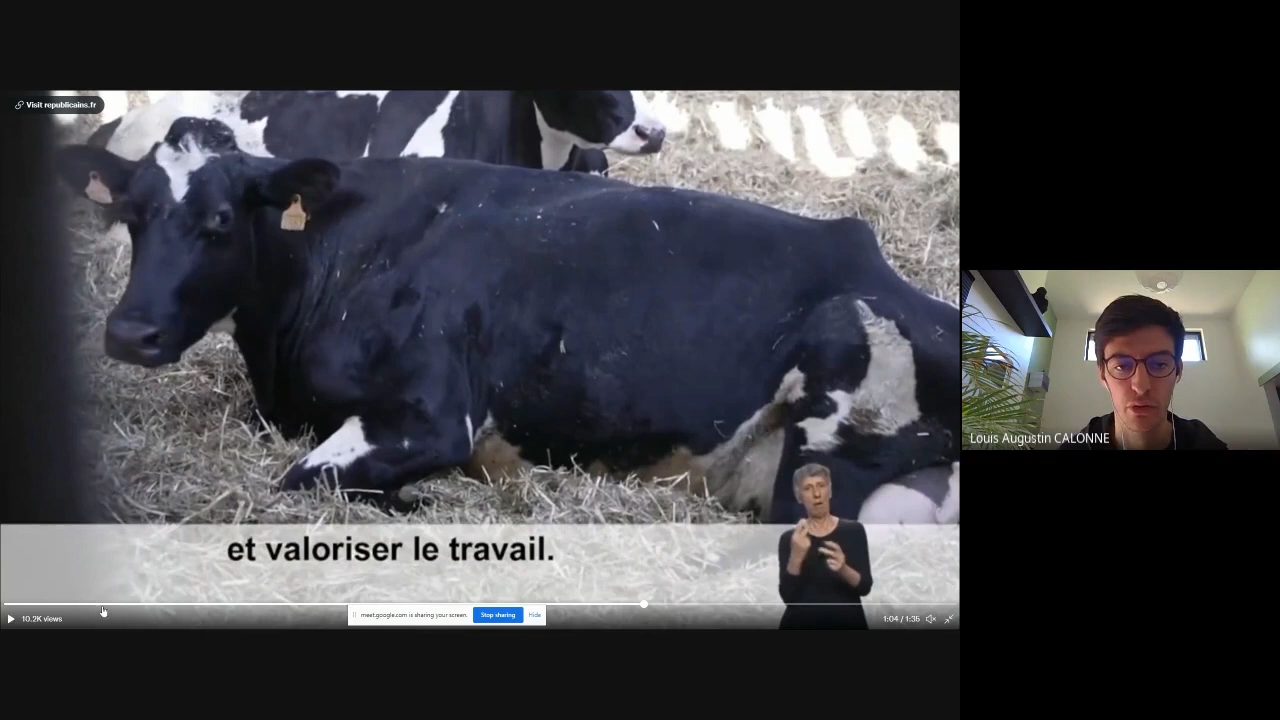 Visit republicains.fr
et valoriser le travail.
meet.google.com is sharing your screen.
Stop sharing
Hide
10.2K views
1:04 / 1:35
Louis Augustin CALONNE